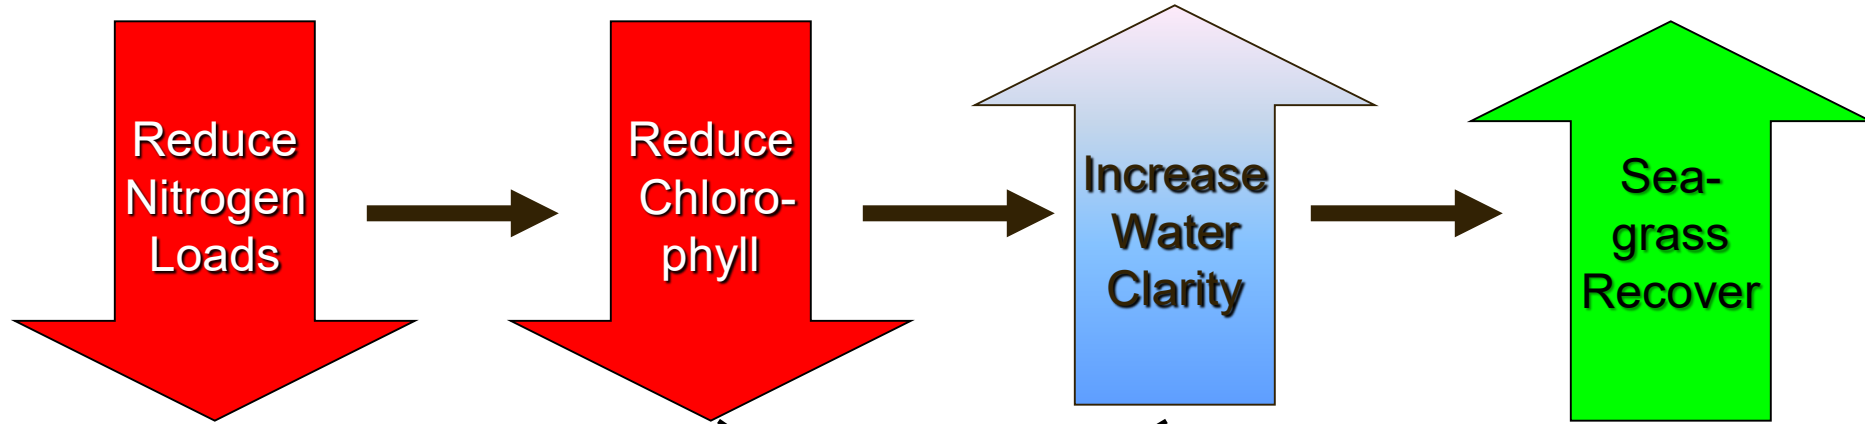 Reduce
Nitrogen
Loads
Reduce
Chloro-
phyll
Increase
Water
Clarity
Sea-
grass
Recover